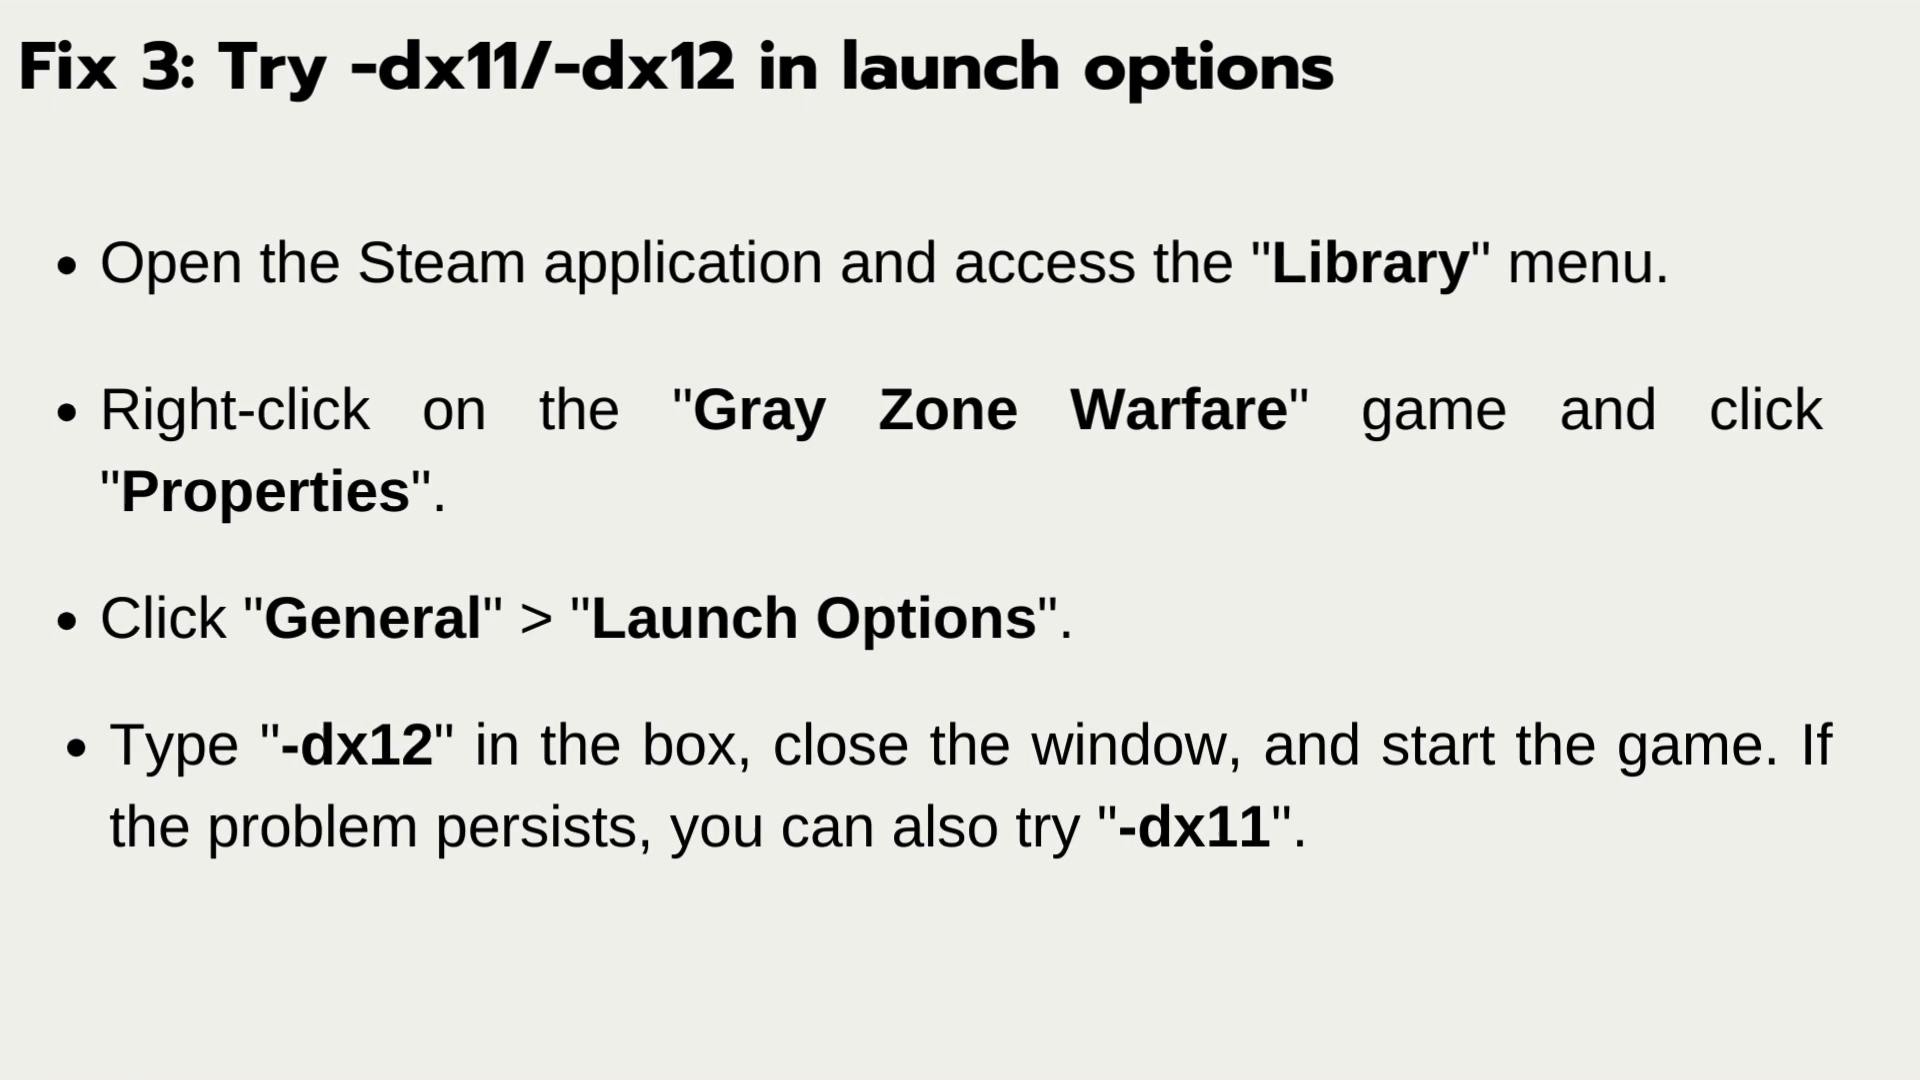 Fix 3: Try -dx11/-dx12 in launch options
• Open the Steam application and access the "Library" menu.
• Right-click on the "Gray Zone Warfare" game and click
"Properties".
• Click "General" > "Launch Options".
• Type "-dx12" in the box, close the window, and start the game. If
the problem persists, you can also try "-dx11".